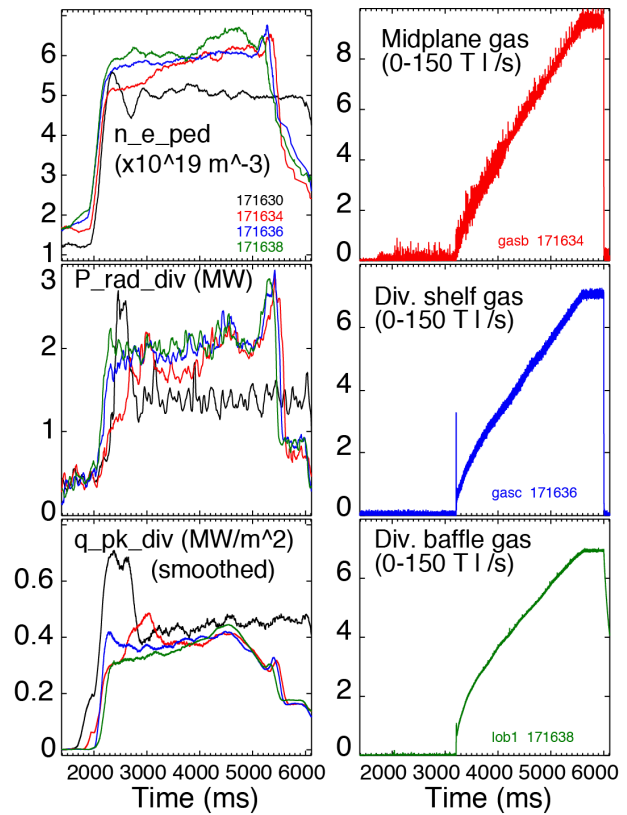 6
5
4
3
2
1
n_e_ped
(x10^19 m^-3)
171630
171634
171636
171638
3
2
1
0
P_rad_div (MW)
0.6
0.4
0.2
0
q_pk_div (MW/m^2)
(smoothed)
2000 3000 4000 5000 6000
Time (ms)
8
6
4
2
0
Midplane gas
(0-150 T l /s)
gasb 171634
6
4
2
0
Div. shelf gas
(0-150 T l /s)
gasc 171636
6
4
2
0
Div. baffle gas
(0-150 T l /s)
lob1 171638
2000 3000 4000 5000 6000
Time (ms)